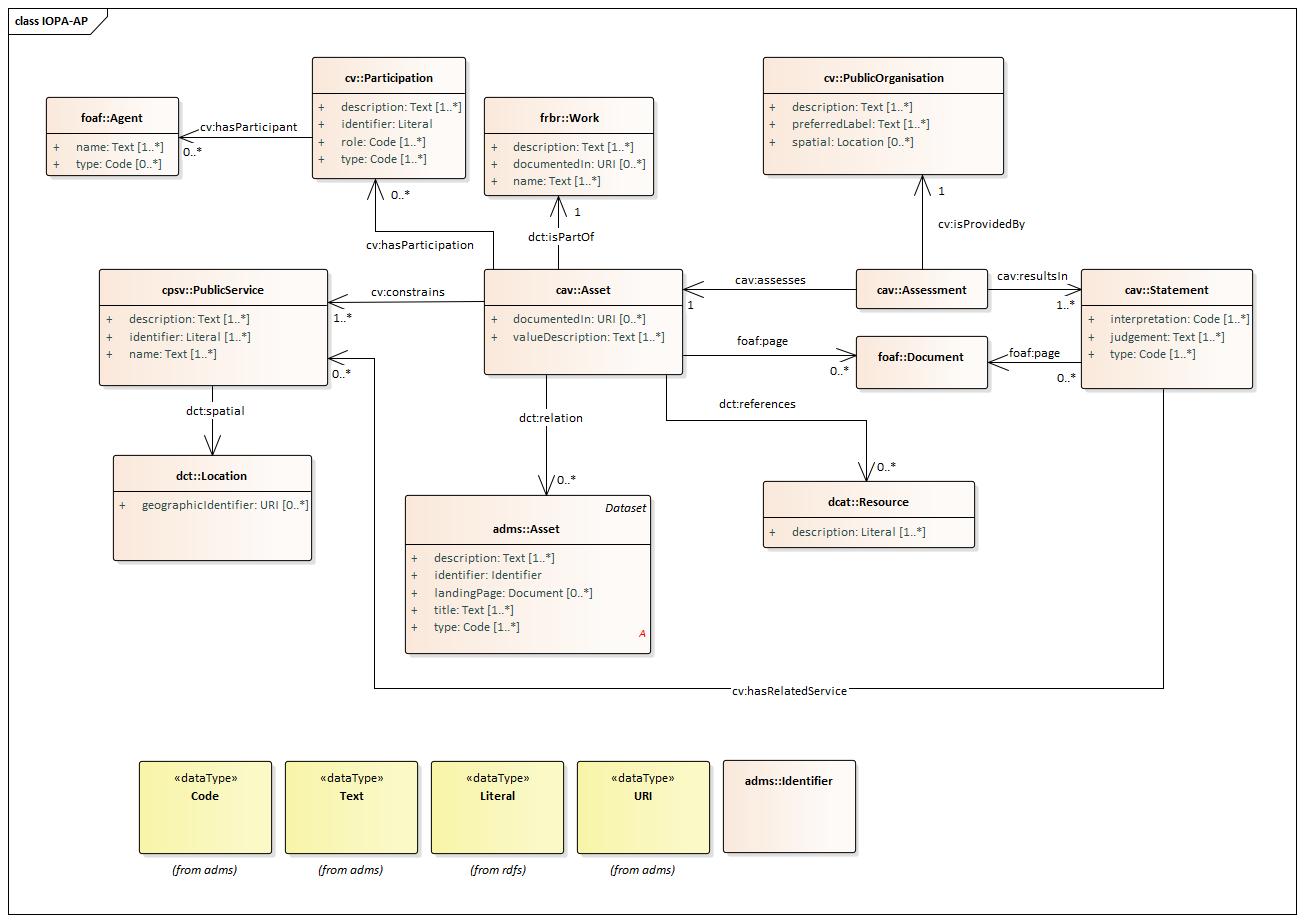 class IOPA-AP
foaf::Agent
+ name: Text [1..*]
+ type: Code [0..*]
cv:hasParticipant
0..*
cv::Participation
+ description: Text [1..*]
+ identifier: Literal
+ role: Code [1..*]
+ type: Code [1..*]
0..*
cv:hasParticipation
frbr::Work
+ description: Text [1..*]
+ documentedIn: URI [0..*]
+ name: Text [1..*]
1
dct:isPartOf
cv::PublicOrganisation
+ description: Text [1..*]
+ preferredLabel: Text [1..*]
+ spatial: Location [0..*]
1
cv:isProvidedBy
cpsv::PublicService
+ description: Text [1..*]
+ identifier: Literal [1..*]
+ name: Text [1..*]
cv:constrains
1..*
0..*
cav::Asset
+ documentedIn: URI [0..*]
+ valueDescription: Text [1..*]
cav:assesses
1
cav::Assessment
cav:resultsIn
1..*
cav::Statement
+ interpretation: Code [1..*]
+ judgement: Text [1..*]
+ type: Code [1..*]
foaf:page
0..*
foaf::Document
foaf:page
0..*
dct:spatial
dct::Location
+ geographicIdentifier: URI [0..*]
dct:relation
0..*
dct:references
0..*
Dataset
adms::Asset
+ description: Text [1..*]
+ identifier: Identifier
+ landingPage: Document [0..*]
+ title: Text [1..*]
+ type: Code [1..*]
A
dcat::Resource
+ description: Literal [1..*]
cv:hasRelatedService
«dataType»
Code
(from adms)
«dataType»
Text
(from adms)
«dataType»
Literal
(from rdfs)
«dataType»
URI
(from adms)
adms::Identifier